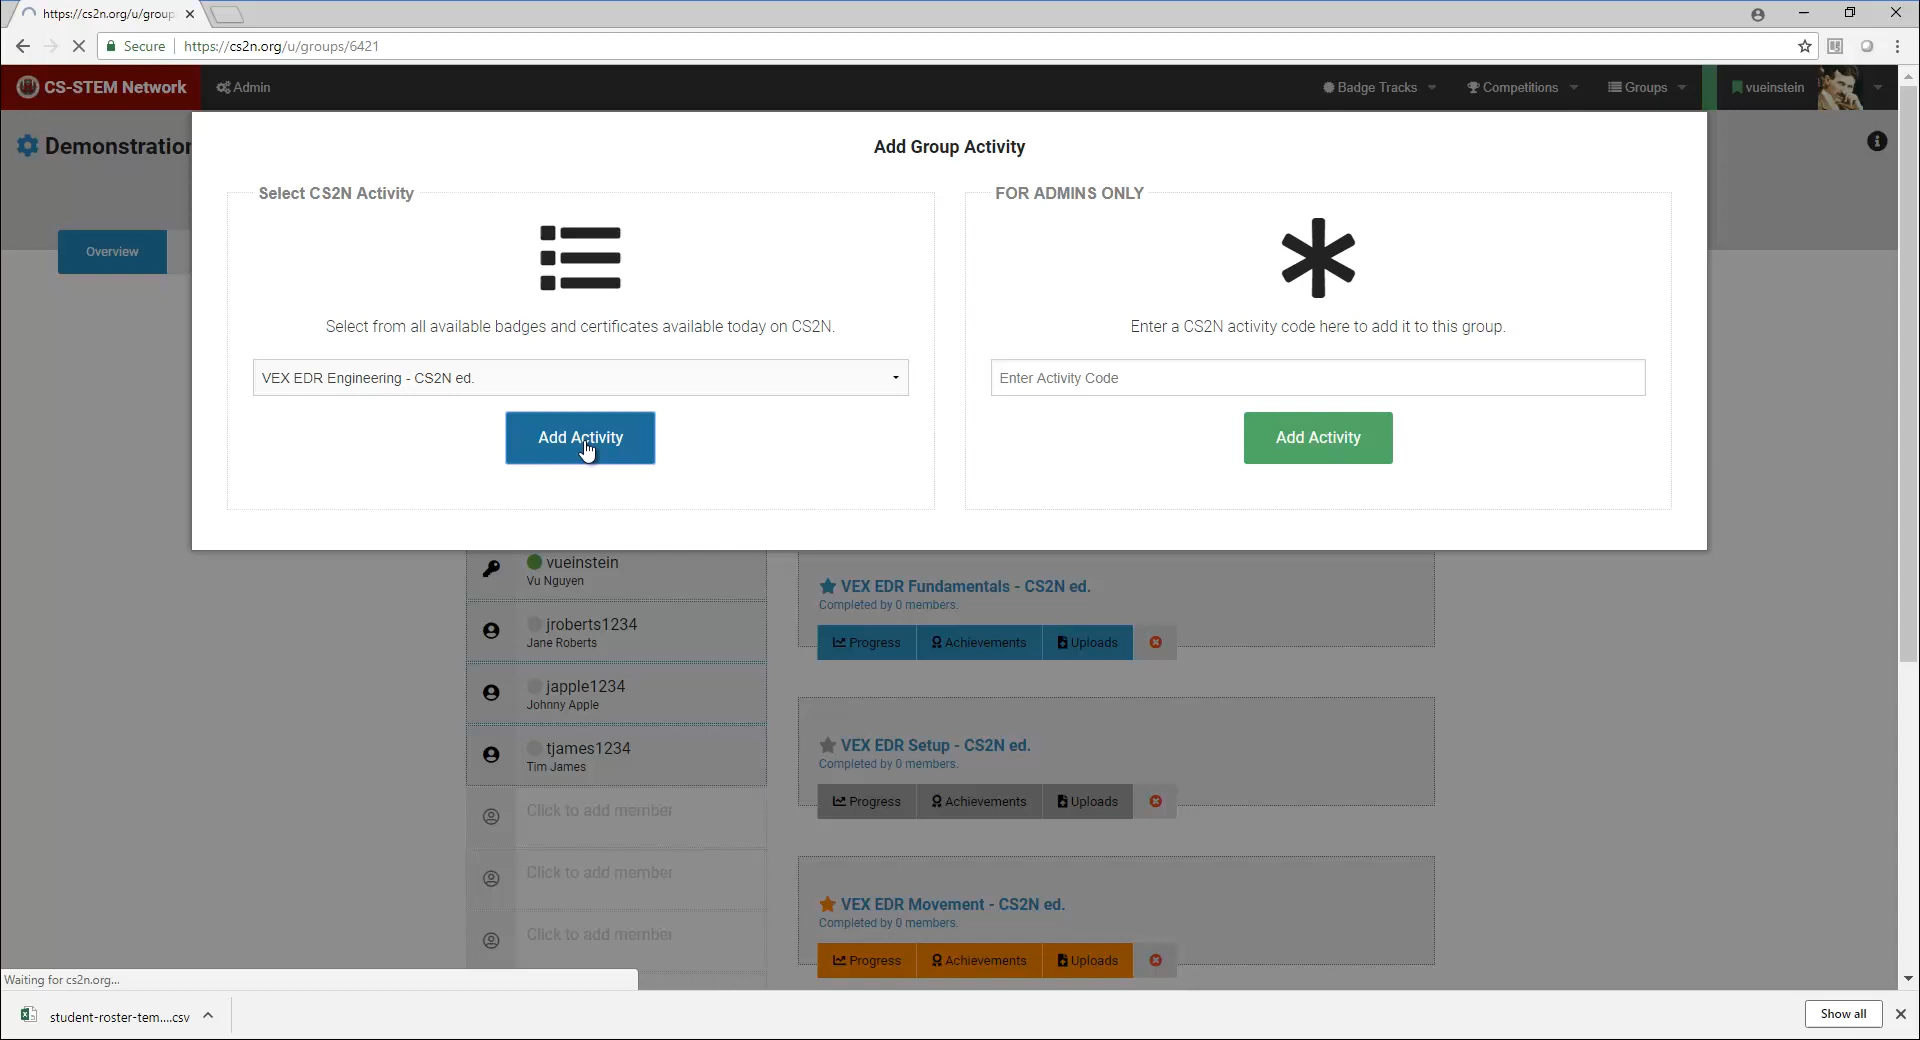 https://cs2n.org/u/group
Secure https://cs2n.org/u/groups/6421
CS-STEM Network Admin Badge Tracks Competitions Groups vueinstein
Demonstration
Overview
Add Group Activity
Select CS2N Activity
Select from all available badges and certificates available today on CS2N.
VEX EDR Engineering - CS2N ed.
Add Activity
FOR ADMINS ONLY
Enter a CS2N activity code here to add it to this group.
Enter Activity Code
Add Activity
vueinstein
Vu Nguyen
jroberts1234
Jane Roberts
japple1234
Johnny Apple
tjames1234
Tim James
Click to add member
Click to add member
Click to add member
VEX EDR Fundamentals - CS2N ed.
Completed by 0 members.
Progress Achievements Uploads
VEX EDR Setup - CS2N ed.
Completed by 0 members.
Progress Achievements Uploads
VEX EDR Movement - CS2N ed.
Completed by 0 members.
Progress Achievements Uploads
Waiting for cs2n.org...
student-roster-tem....csv
Show all